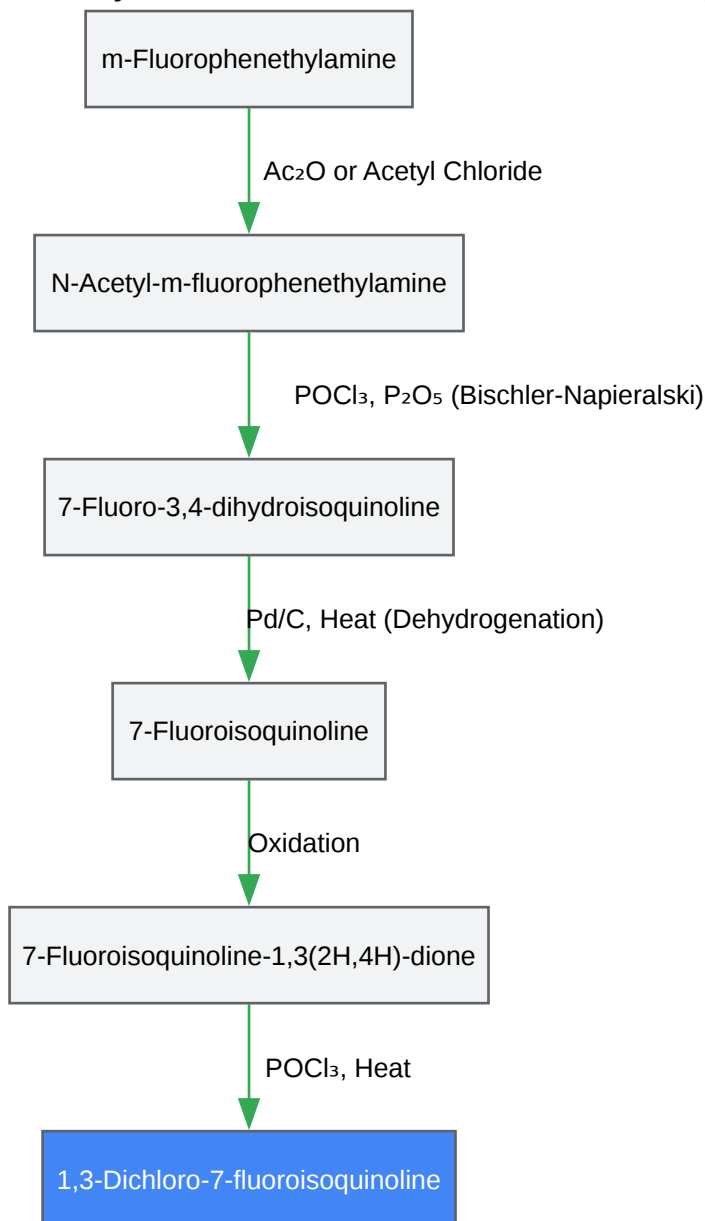 m-Fluorophenethylamine
Ac₂O or Acetyl Chloride
N-Acetyl-m-fluorophenethylamine
POCl₃, P₂O₅ (Bischler-Napieralski)
7-Fluoro-3,4-dihydroisoquinoline
Pd/C, Heat (Dehydrogenation)
7-Fluoroisoquinoline
Oxidation
7-Fluoroisoquinoline-1,3(2H,4H)-dione
POCl₃, Heat
1,3-Dichloro-7-fluoroisoquinoline